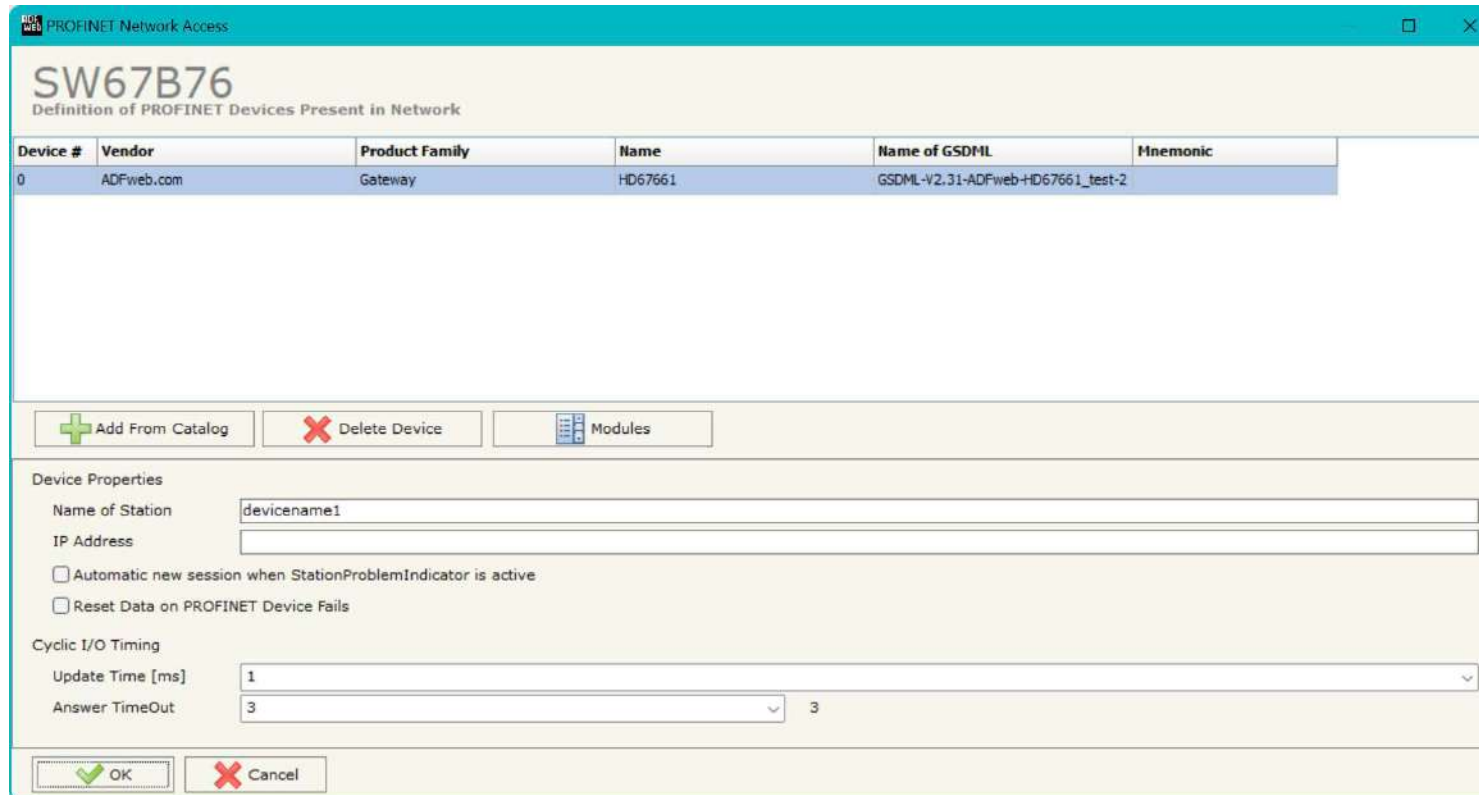 ADF WEB PROFINET Network Access
SW67B76
Definition of PROFINET Devices Present in Network
Device # Vendor Product Family Name Name of GSDML Mnemonic
0 ADFweb.com Gateway HD67661 GSDML-V2.31-ADFweb-HD67661_test-2
Add From Catalog Delete Device Modules
Device Properties
Name of Station devicename1
IP Address
Automatic new session when StationProblemIndicator is active
Reset Data on PROFINET Device Fails
Cyclic I/O Timing
Update Time [ms] 1
Answer TimeOut 3 3
OK Cancel